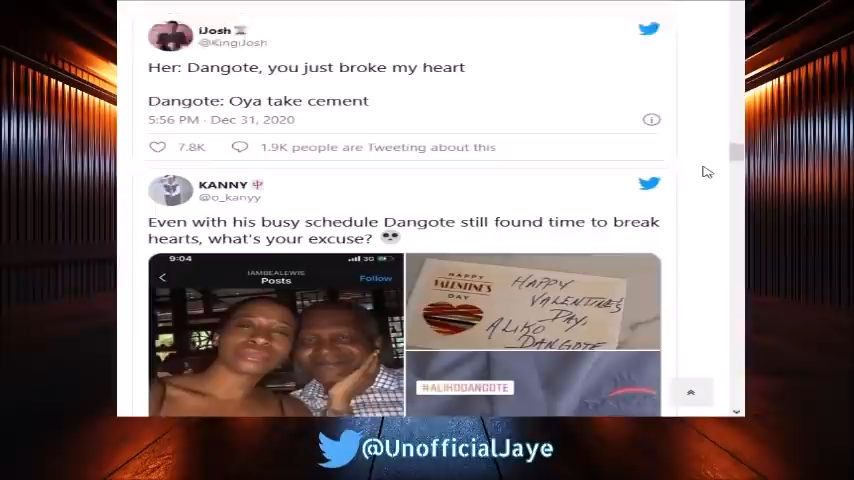 iJosh
@KingiJosh
Her: Dangote, you just broke my heart
Dangote: Oya take cement
5:56 PM · Dec 31, 2020
7.8K
1.9K people are Tweeting about this
KANNY
@o_kanyy
Even with his busy schedule Dangote still found time to break
hearts, what's your excuse?
9:04
3G
IAMBEALEWIS
Posts
Follow
HAPPY
VALENTINE'S
DAY
HAPPY
VALENTINE'S
DAY,
ALIKO
DANGOTE
#ALIKODANGOTE
@UnofficialJaye